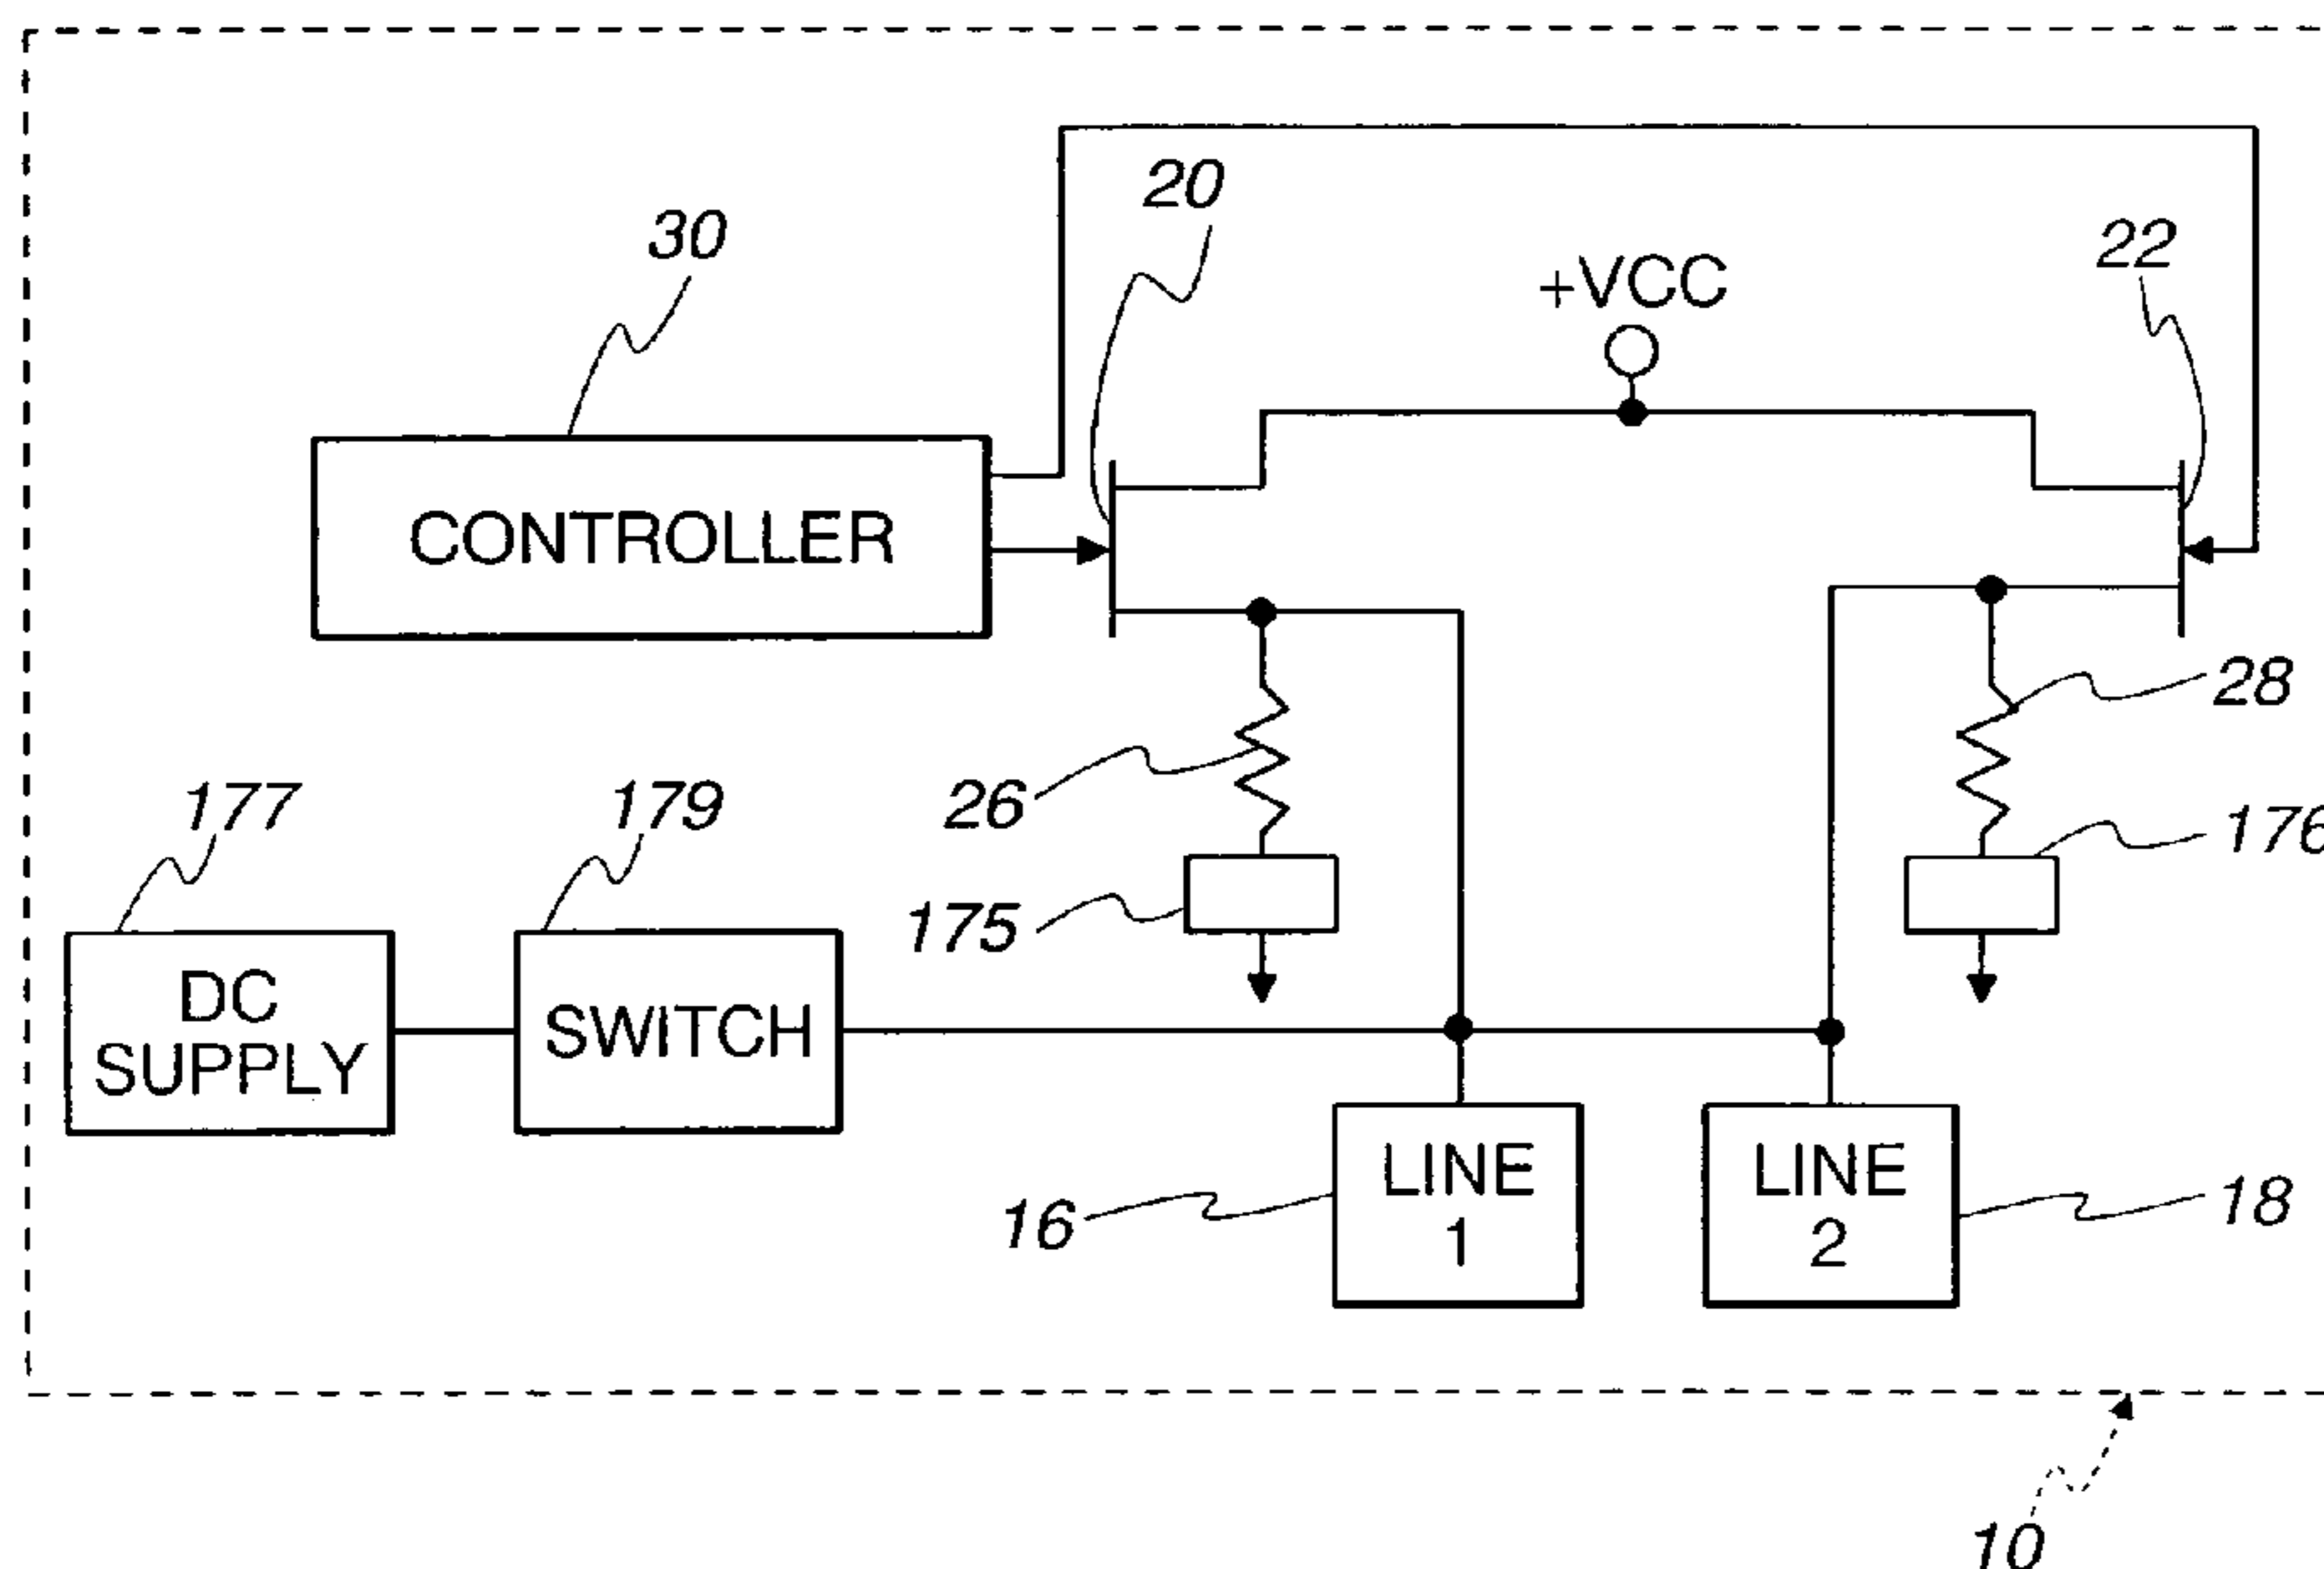 20
30
22
+VCC
CONTROLLER
28
26
177
179
176
175
DC
SUPPLY
SWITCH
LINE
1
LINE
2
16
18
10